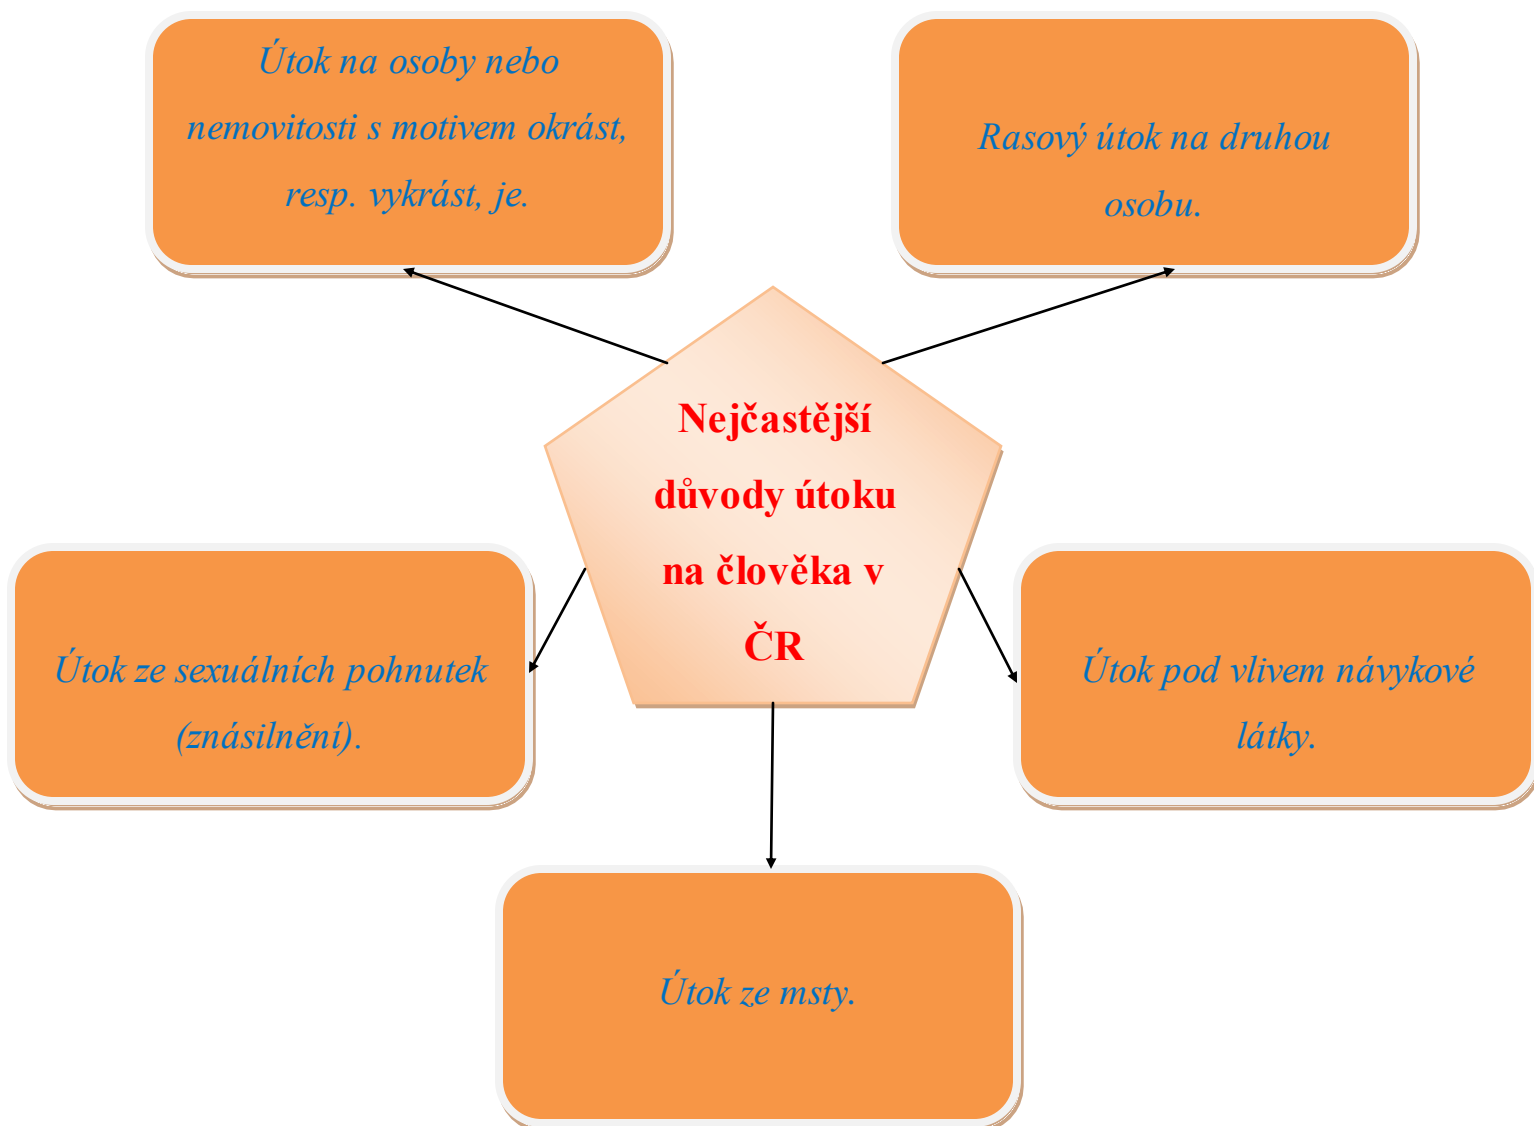 Útok na osoby nebo
nemovitosti s motivem okrást,
resp. vykrást, je.
Rasový útok na druhou
osobu.
Nejčastější
důvody útoku
na člověka v
ČR
Útok ze sexuálních pohnutek
(znásilnění).
Útok pod vlivem návykové
látky.
Útok ze msty.